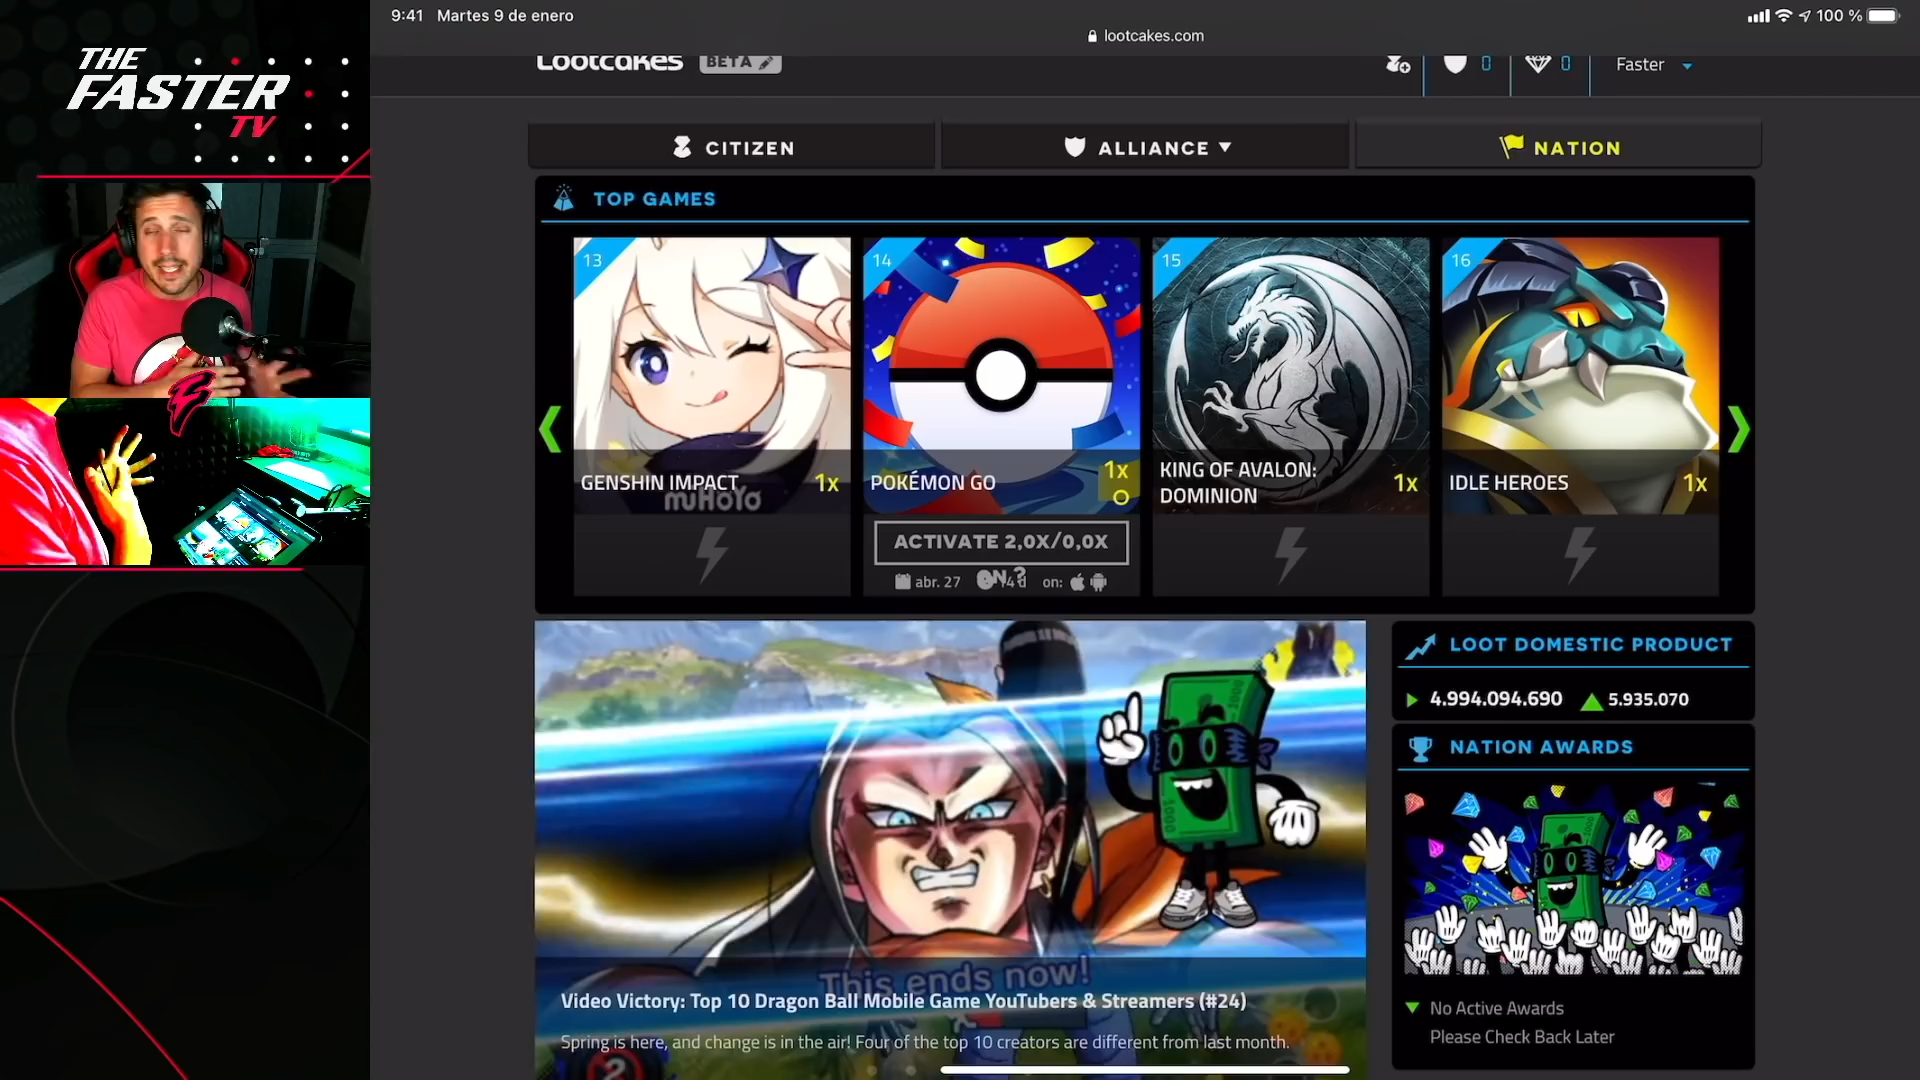 THE
FASTER
TV
9:41 Martes 9 de enero
100 %
lootcakes.com
Lootcakes BETA
0 0 Faster
CITIZEN
ALLIANCE ▼
NATION
TOP GAMES
13
14
15
16
GENSHIN IMPACT 1x
miHoYo
POKÉMON GO 1x
KING OF AVALON:
DOMINION 1x
IDLE HEROES 1x
ACTIVATE 2,0X/0,0X
abr. 27 14d on:
LOOT DOMESTIC PRODUCT
4.994.094.690 5.935.070
NATION AWARDS
No Active Awards
Please Check Back Later
This ends now!
Video Victory: Top 10 Dragon Ball Mobile Game YouTubers & Streamers (#24)
Spring is here, and change is in the air! Four of the top 10 creators are different from last month.
2